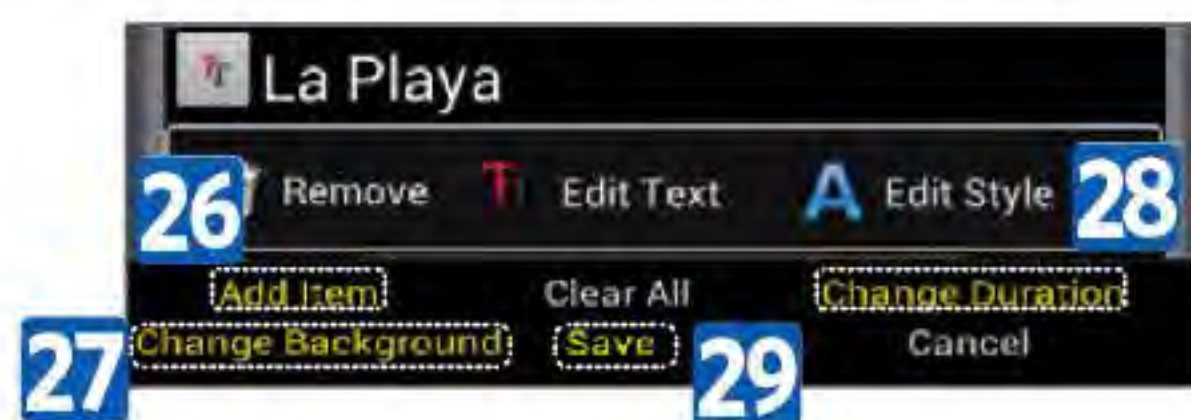 La Playa
26 Remove Edit Text A Edit Style 28
Add Item Clear All Change Duration
27 Change Background Save 29 Cancel